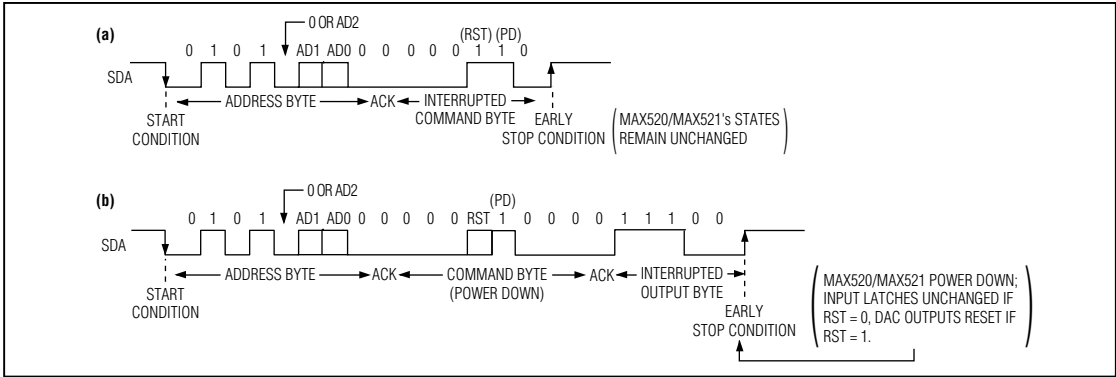 (a)
0 OR AD2
(RST) (PD)
0 1 0 1 AD1 AD0 0 0 0 0 0 1 1 0
SDA
ADDRESS BYTE ACK INTERRUPTED
COMMAND BYTE
START
CONDITION
EARLY
STOP CONDITION
(MAX520/MAX521's STATES
REMAIN UNCHANGED)
(b)
0 OR AD2
(PD)
0 1 0 1 AD1 AD0 0 0 0 0 RST 1 0 0 0 0 1 1 1 0 0
SDA
ADDRESS BYTE ACK COMMAND BYTE
(POWER DOWN)
ACK INTERRUPTED
OUTPUT BYTE
START
CONDITION
EARLY
STOP CONDITION
(MAX520/MAX521 POWER DOWN;
INPUT LATCHES UNCHANGED IF
RST = 0, DAC OUTPUTS RESET IF
RST = 1.)